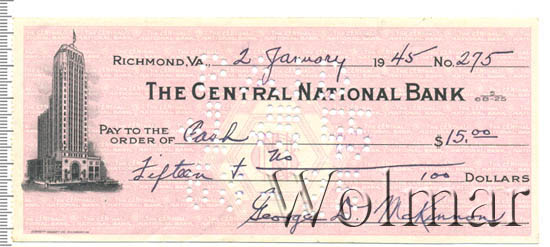 RICHMOND, VA., 2 January 1945 No. 275
THE CENTRAL NATIONAL BANK 2/68-25
PAY TO THE
ORDER OF Cash $15.00
Fifteen + no/100 DOLLARS
George D. McKinnon
Wolmar